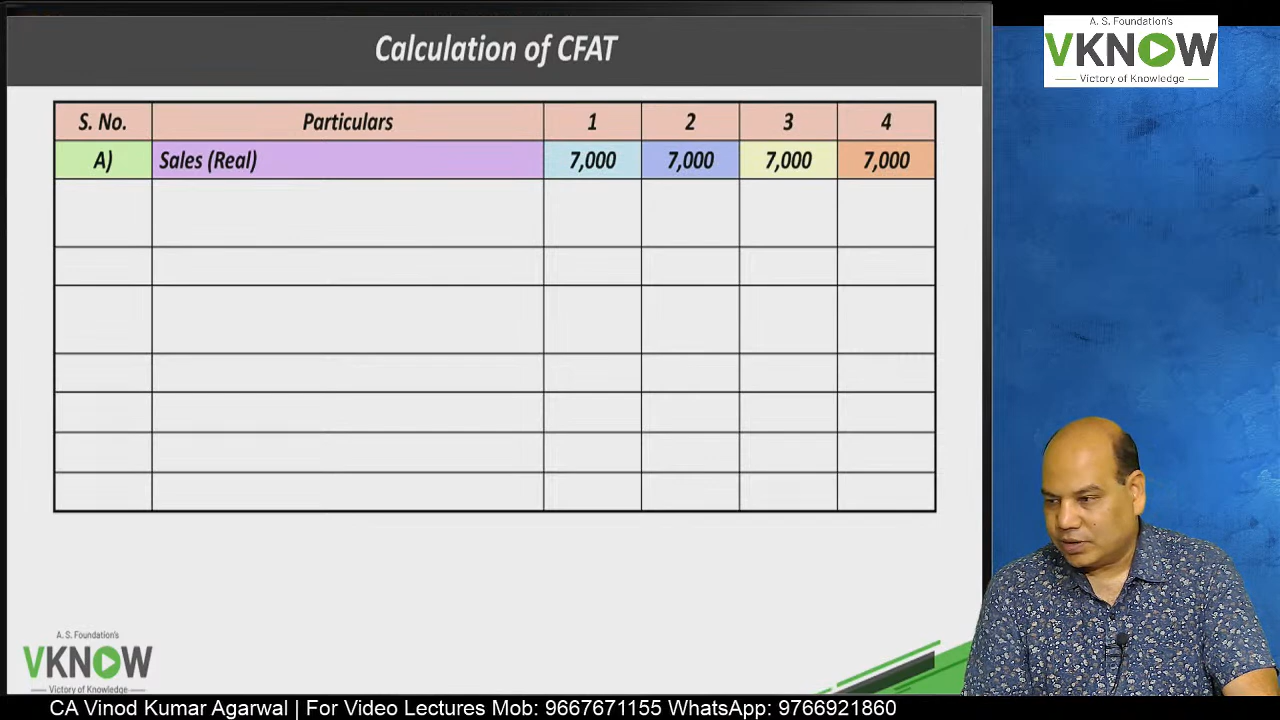 Calculation of CFAT
A. S. Foundation's
VKNOW
Victory of Knowledge
S. No. Particulars 1 2 3 4
A) Sales (Real) 7,000 7,000 7,000 7,000
A. S. Foundation's
VKNOW
Victory of Knowledge
CA Vinod Kumar Agarwal | For Video Lectures Mob: 9667671155 WhatsApp: 9766921860